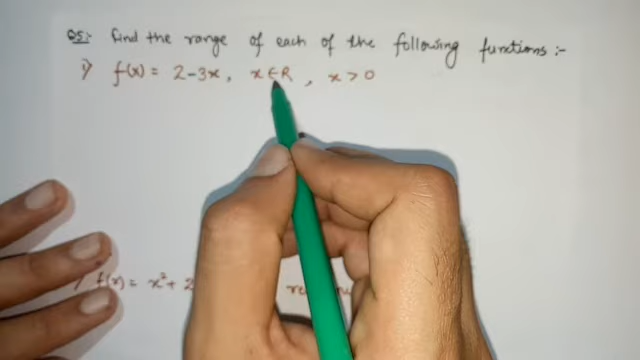 Q5:- Find the range of each of the following functions:-
i) f(x) = 2-3x, x∈R, x>0
f(x) = x²+ 2